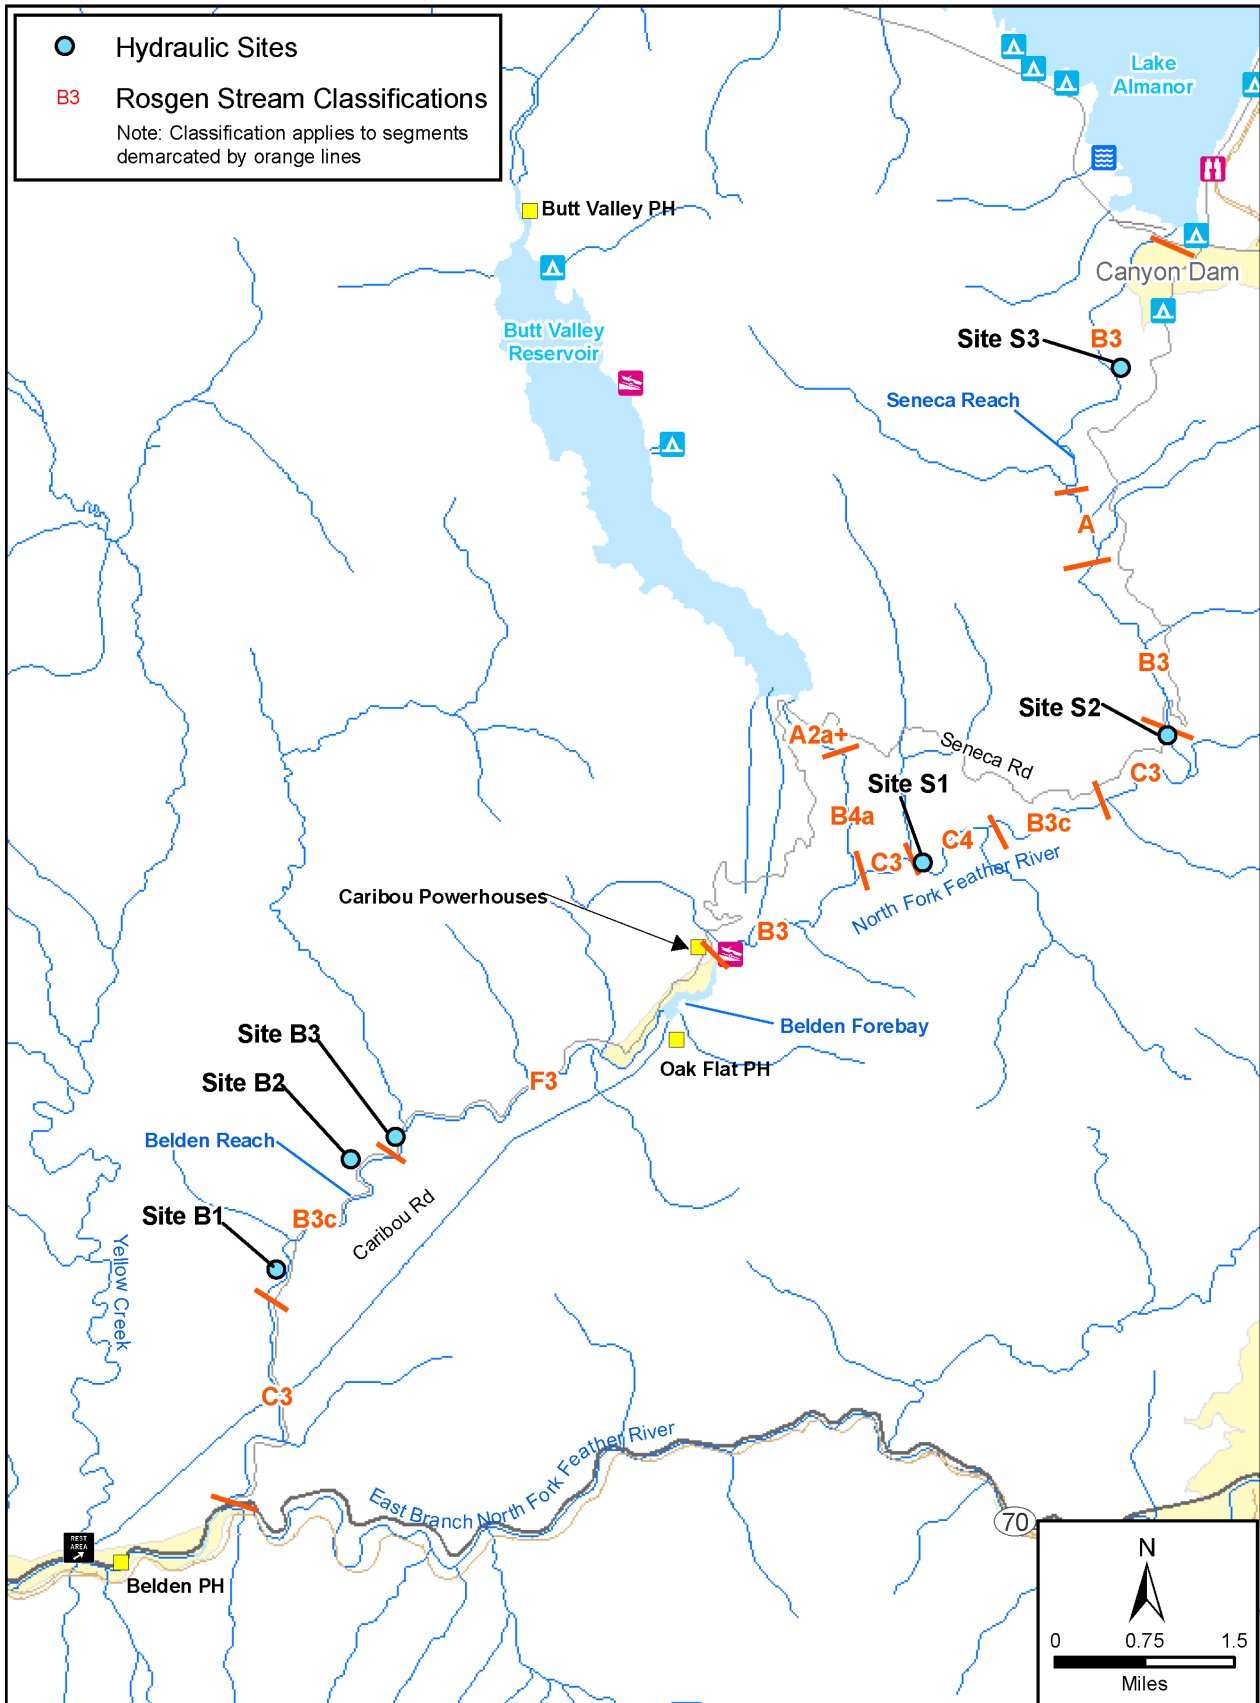 Hydraulic Sites
B3 Rosgen Stream Classifications
Note: Classification applies to segments
demarcated by orange lines
Lake
Almanor
Butt Valley PH
Canyon Dam
Butt Valley
Reservoir
Site S3
B3
Seneca Reach
A
B3
Site S2
A2a+
Seneca Rd
C3
Site S1
B4a
B3c
C4
C3
North Fork Feather River
Caribou Powerhouses
B3
Belden Forebay
Site B3
Oak Flat PH
F3
Site B2
Belden Reach
Site B1
B3c
Caribou Rd
Yellow Creek
C3
East Branch North Fork Feather River
70
REST
AREA
Belden PH
N
0 0.75 1.5
Miles